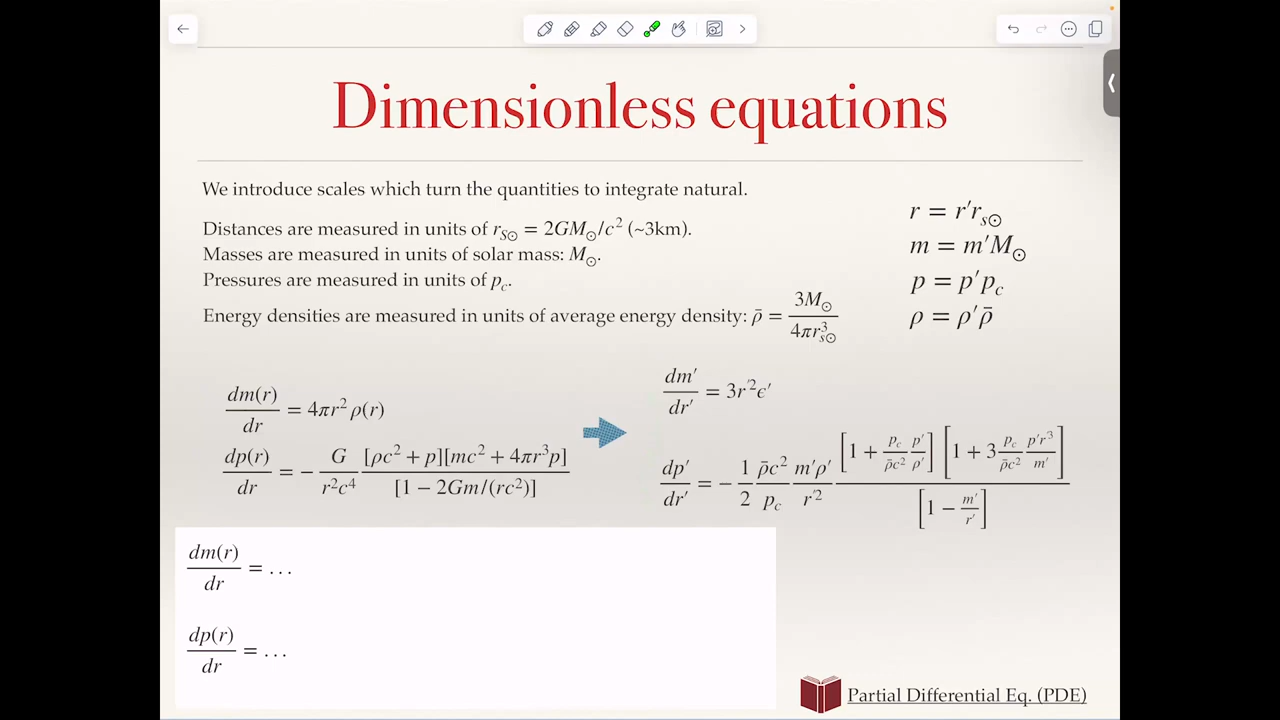 Dimensionless equations
We introduce scales which turn the quantities to integrate natural.
Distances are measured in units of r_{S⊙} = 2GM_⊙/c² (~3km).
Masses are measured in units of solar mass: M_⊙.
Pressures are measured in units of p_c.
Energy densities are measured in units of average energy density: ρ̄ = 3M_⊙ / 4πr³_{s⊙}
r = r′r_{s⊙}
m = m′M_⊙
p = p′p_c
ρ = ρ′ρ̄
dm(r)/dr = 4πr² ρ(r)
dp(r)/dr = − G/(r²c⁴) [ρc² + p][mc² + 4πr³p] / [1 − 2Gm/(rc²)]
dm′/dr′ = 3r′²ϵ′
dp′/dr′ = − 1/2 ρ̄c²/p_c m′ρ′/r′² [1 + p_c/(ρ̄c²) p′/ρ′] [1 + 3 p_c/(ρ̄c²) p′r′³/m′] / [1 − m′/r′]
dm(r)/dr = …
dp(r)/dr = …
Partial Differential Eq. (PDE)